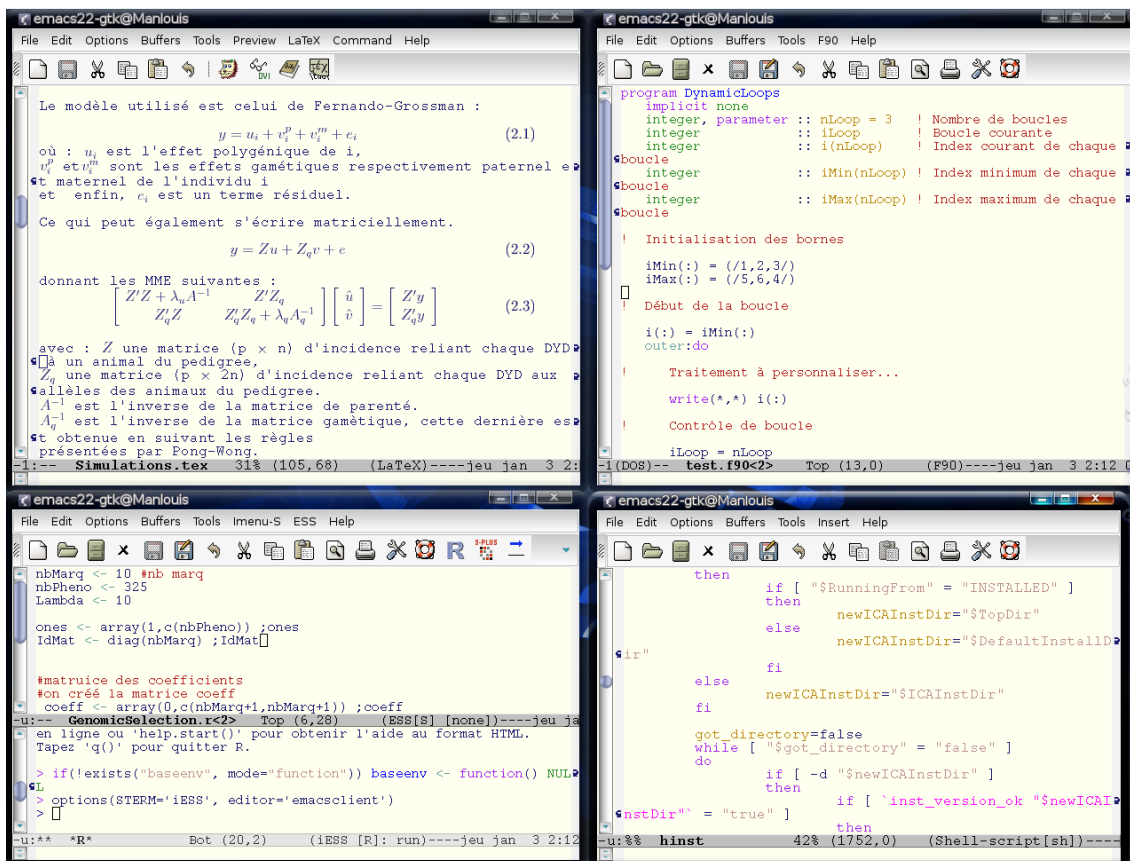 emacs22-gtk@Manlouis
File Edit Options Buffers Tools Preview LaTeX Command Help
Le modèle utilisé est celui de Fernando-Grossman :
y = u_i + v_i^p + v_i^m + e_i (2.1)
où : u_i est l'effet polygénique de i,
v_i^p et v_i^m sont les effets gamétiques respectivement paternel e
t maternel de l'individu i
et enfin, e_i est un terme résiduel.
Ce qui peut également s'écrire matriciellement.
y = Zu + Z_q v + e (2.2)
donnant les MME suivantes :
[ Z'Z + λ_u A^{-1} Z'Z_q ] [ û ] = [ Z'y ]
[ Z'_q Z Z'_q Z_q + λ_q A_q^{-1} ] [ v̂ ] [ Z'_q y ] (2.3)
avec : Z une matrice (p × n) d'incidence reliant chaque DYD
à un animal du pedigree,
Z_q une matrice (p × 2n) d'incidence reliant chaque DYD aux
allèles des animaux du pedigree.
A^{-1} est l'inverse de la matrice de parenté.
A_q^{-1} est l'inverse de la matrice gamètique, cette dernière es
t obtenue en suivant les règles
présentées par Pong-Wong.
-1:-- Simulations.tex 31% (105,68) (LaTeX)----jeu jan 3 2:
emacs22-gtk@Manlouis
File Edit Options Buffers Tools F90 Help
program DynamicLoops
implicit none
integer, parameter :: nLoop = 3 ! Nombre de boucles
integer :: iLoop ! Boucle courante
integer :: i(nLoop) ! Index courant de chaque
boucle
integer :: iMin(nLoop) ! Index minimum de chaque
boucle
integer :: iMax(nLoop) ! Index maximum de chaque
boucle
! Initialisation des bornes
iMin(:) = (/1,2,3/)
iMax(:) = (/5,6,4/)
! Début de la boucle
i(:) = iMin(:)
outer:do
! Traitement à personnaliser...
write(*,*) i(:)
! Contrôle de boucle
iLoop = nLoop
-1(DOS)-- test.f90<2> Top (13,0) (F90)----jeu jan 3 2:12 0
emacs22-gtk@Manlouis
File Edit Options Buffers Tools Imenu-S ESS Help
R S-PLUS
nbMarq <- 10 #nb marq
nbPheno <- 325
Lambda <- 10
ones <- array(1,c(nbPheno)) ;ones
IdMat <- diag(nbMarq) ;IdMat
#matruice des coefficients
#on créé la matrice coeff
coeff <- array(0,c(nbMarq+1,nbMarq+1)) ;coeff
-u:-- GenomicSelection.r<2> Top (6,28) (ESS[S] [none])----jeu ja
en ligne ou 'help.start()' pour obtenir l'aide au format HTML.
Tapez 'q()' pour quitter R.
> if(!exists("baseenv", mode="function")) baseenv <- function() NUL
L
> options(STERM='iESS', editor='emacsclient')
>
-u:** *R* Bot (20,2) (iESS [R]: run)----jeu jan 3 2:12
emacs22-gtk@Manlouis
File Edit Options Buffers Tools Insert Help
then
if [ "$RunningFrom" = "INSTALLED" ]
then
newICAInstDir="$TopDir"
else
newICAInstDir="$DefaultInstallD
ir"
fi
else
newICAInstDir="$ICAInstDir"
fi
got_directory=false
while [ "$got_directory" = "false" ]
do
if [ -d "$newICAInstDir" ]
then
if [ `inst_version_ok "$newICAI
nstDir"` = "true" ]
then
-u:%% hinst 42% (1752,0) (Shell-script[sh])----